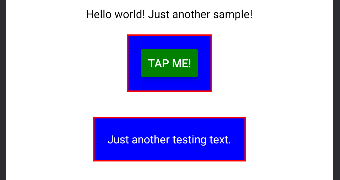 Hello world! Just another sample!
TAP ME!
Just another testing text.